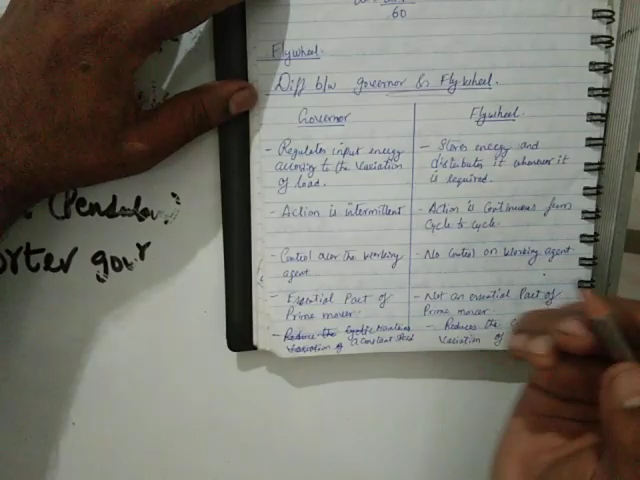 60
Flywheel.
Diff b/w governor & Flywheel.
Governor
- Regulates input energy
according to the variation
of load.
- Action is intermittent
- Control over the working
agent.
- Essential Part of
Prime mover.
a constant speed
Flywheel.
- Stores energy and
distributes it whenever it
is required.
- Action is Continuous from
Cycle to cycle.
- No Control on working agent.
- Not an essential Part of
Prime mover.
- Reduces the
Variation of
(Pendulum
orter gov